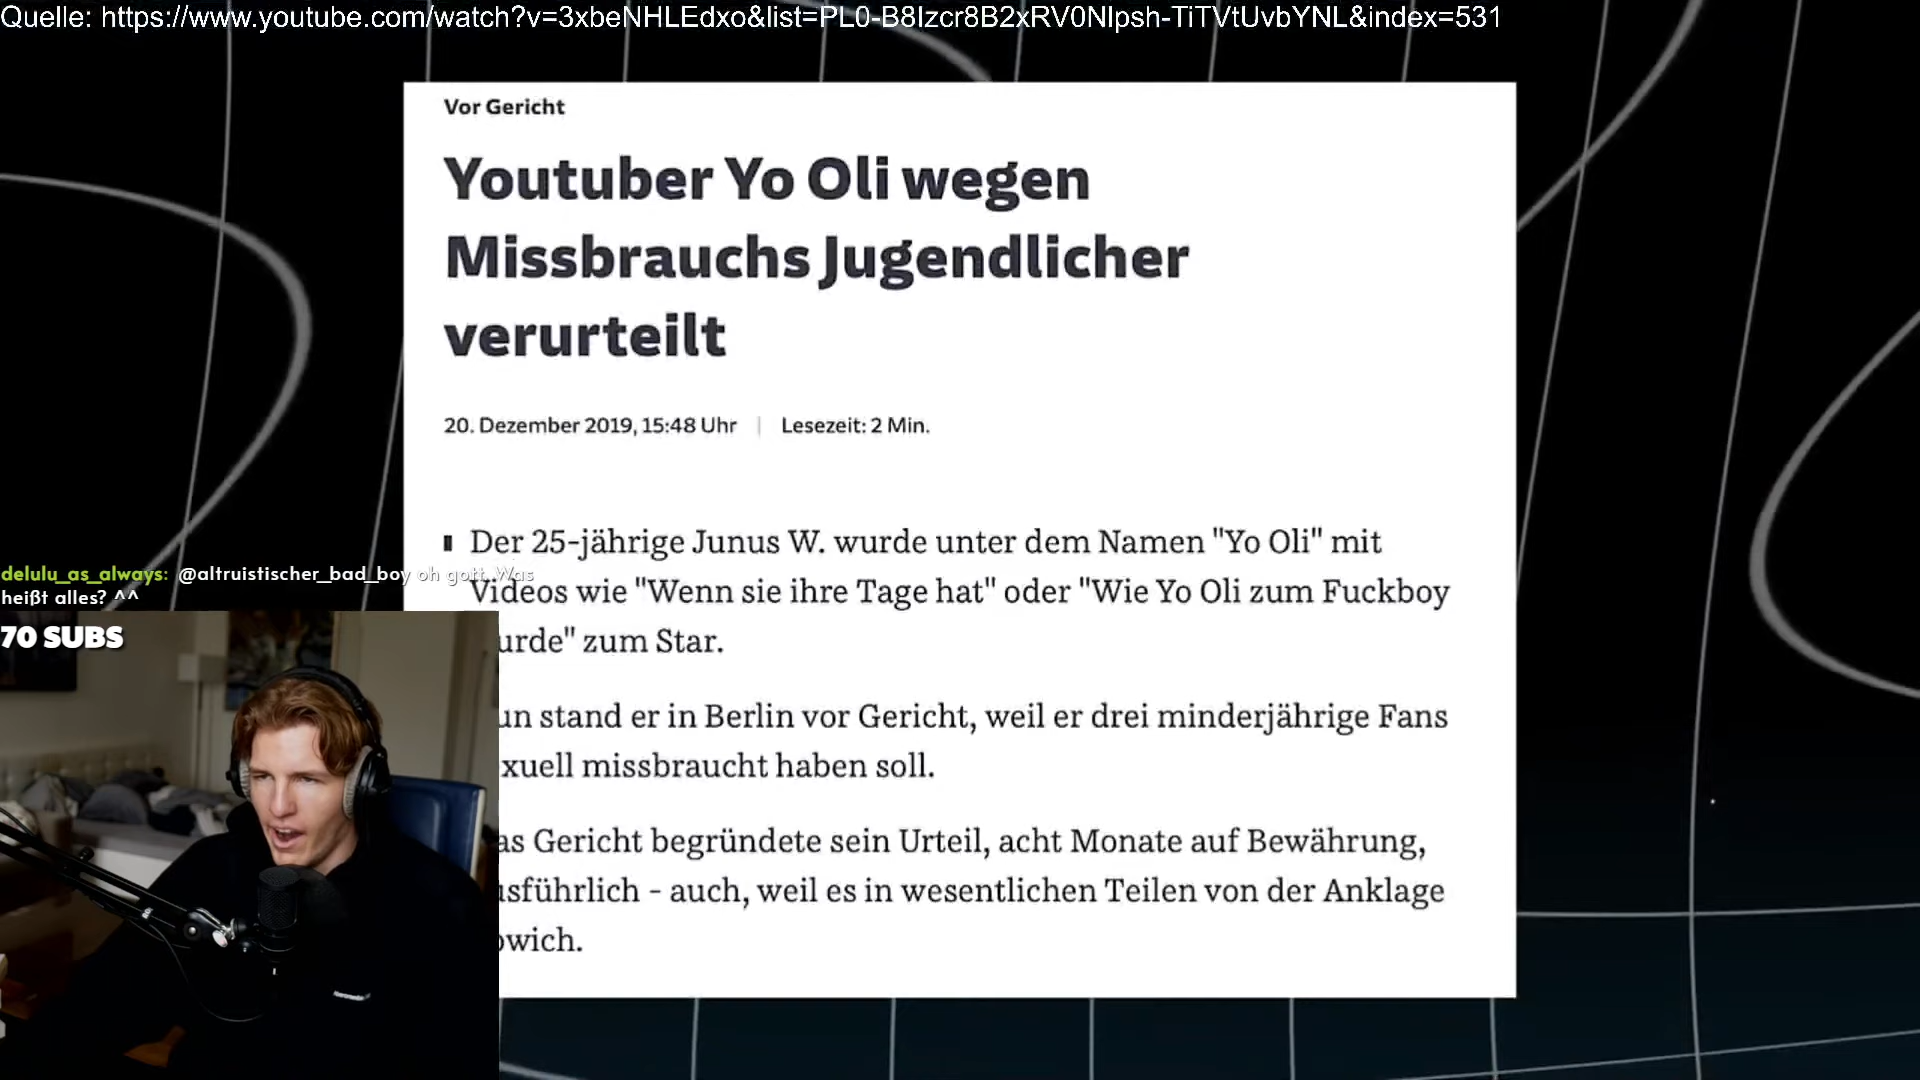 Quelle: https://www.youtube.com/watch?v=3xbeNHLEdxo&list=PL0-B8Izcr8B2xRV0NIpsh-TiTVtUvbYNL&index=531
Vor Gericht
Youtuber Yo Oli wegen
Missbrauchs Jugendlicher
verurteilt
20. Dezember 2019, 15:48 Uhr | Lesezeit: 2 Min.
Der 25-jährige Junus W. wurde unter dem Namen "Yo Oli" mit
Videos wie "Wenn sie ihre Tage hat" oder "Wie Yo Oli zum Fuckboy
urde" zum Star.
un stand er in Berlin vor Gericht, weil er drei minderjährige Fans
xuell missbraucht haben soll.
as Gericht begründete sein Urteil, acht Monate auf Bewährung,
usführlich - auch, weil es in wesentlichen Teilen von der Anklage
wich.
delulu_as_always: @altruistischer_bad_boy oh gott..Was
heißt alles? ^^
70 SUBS